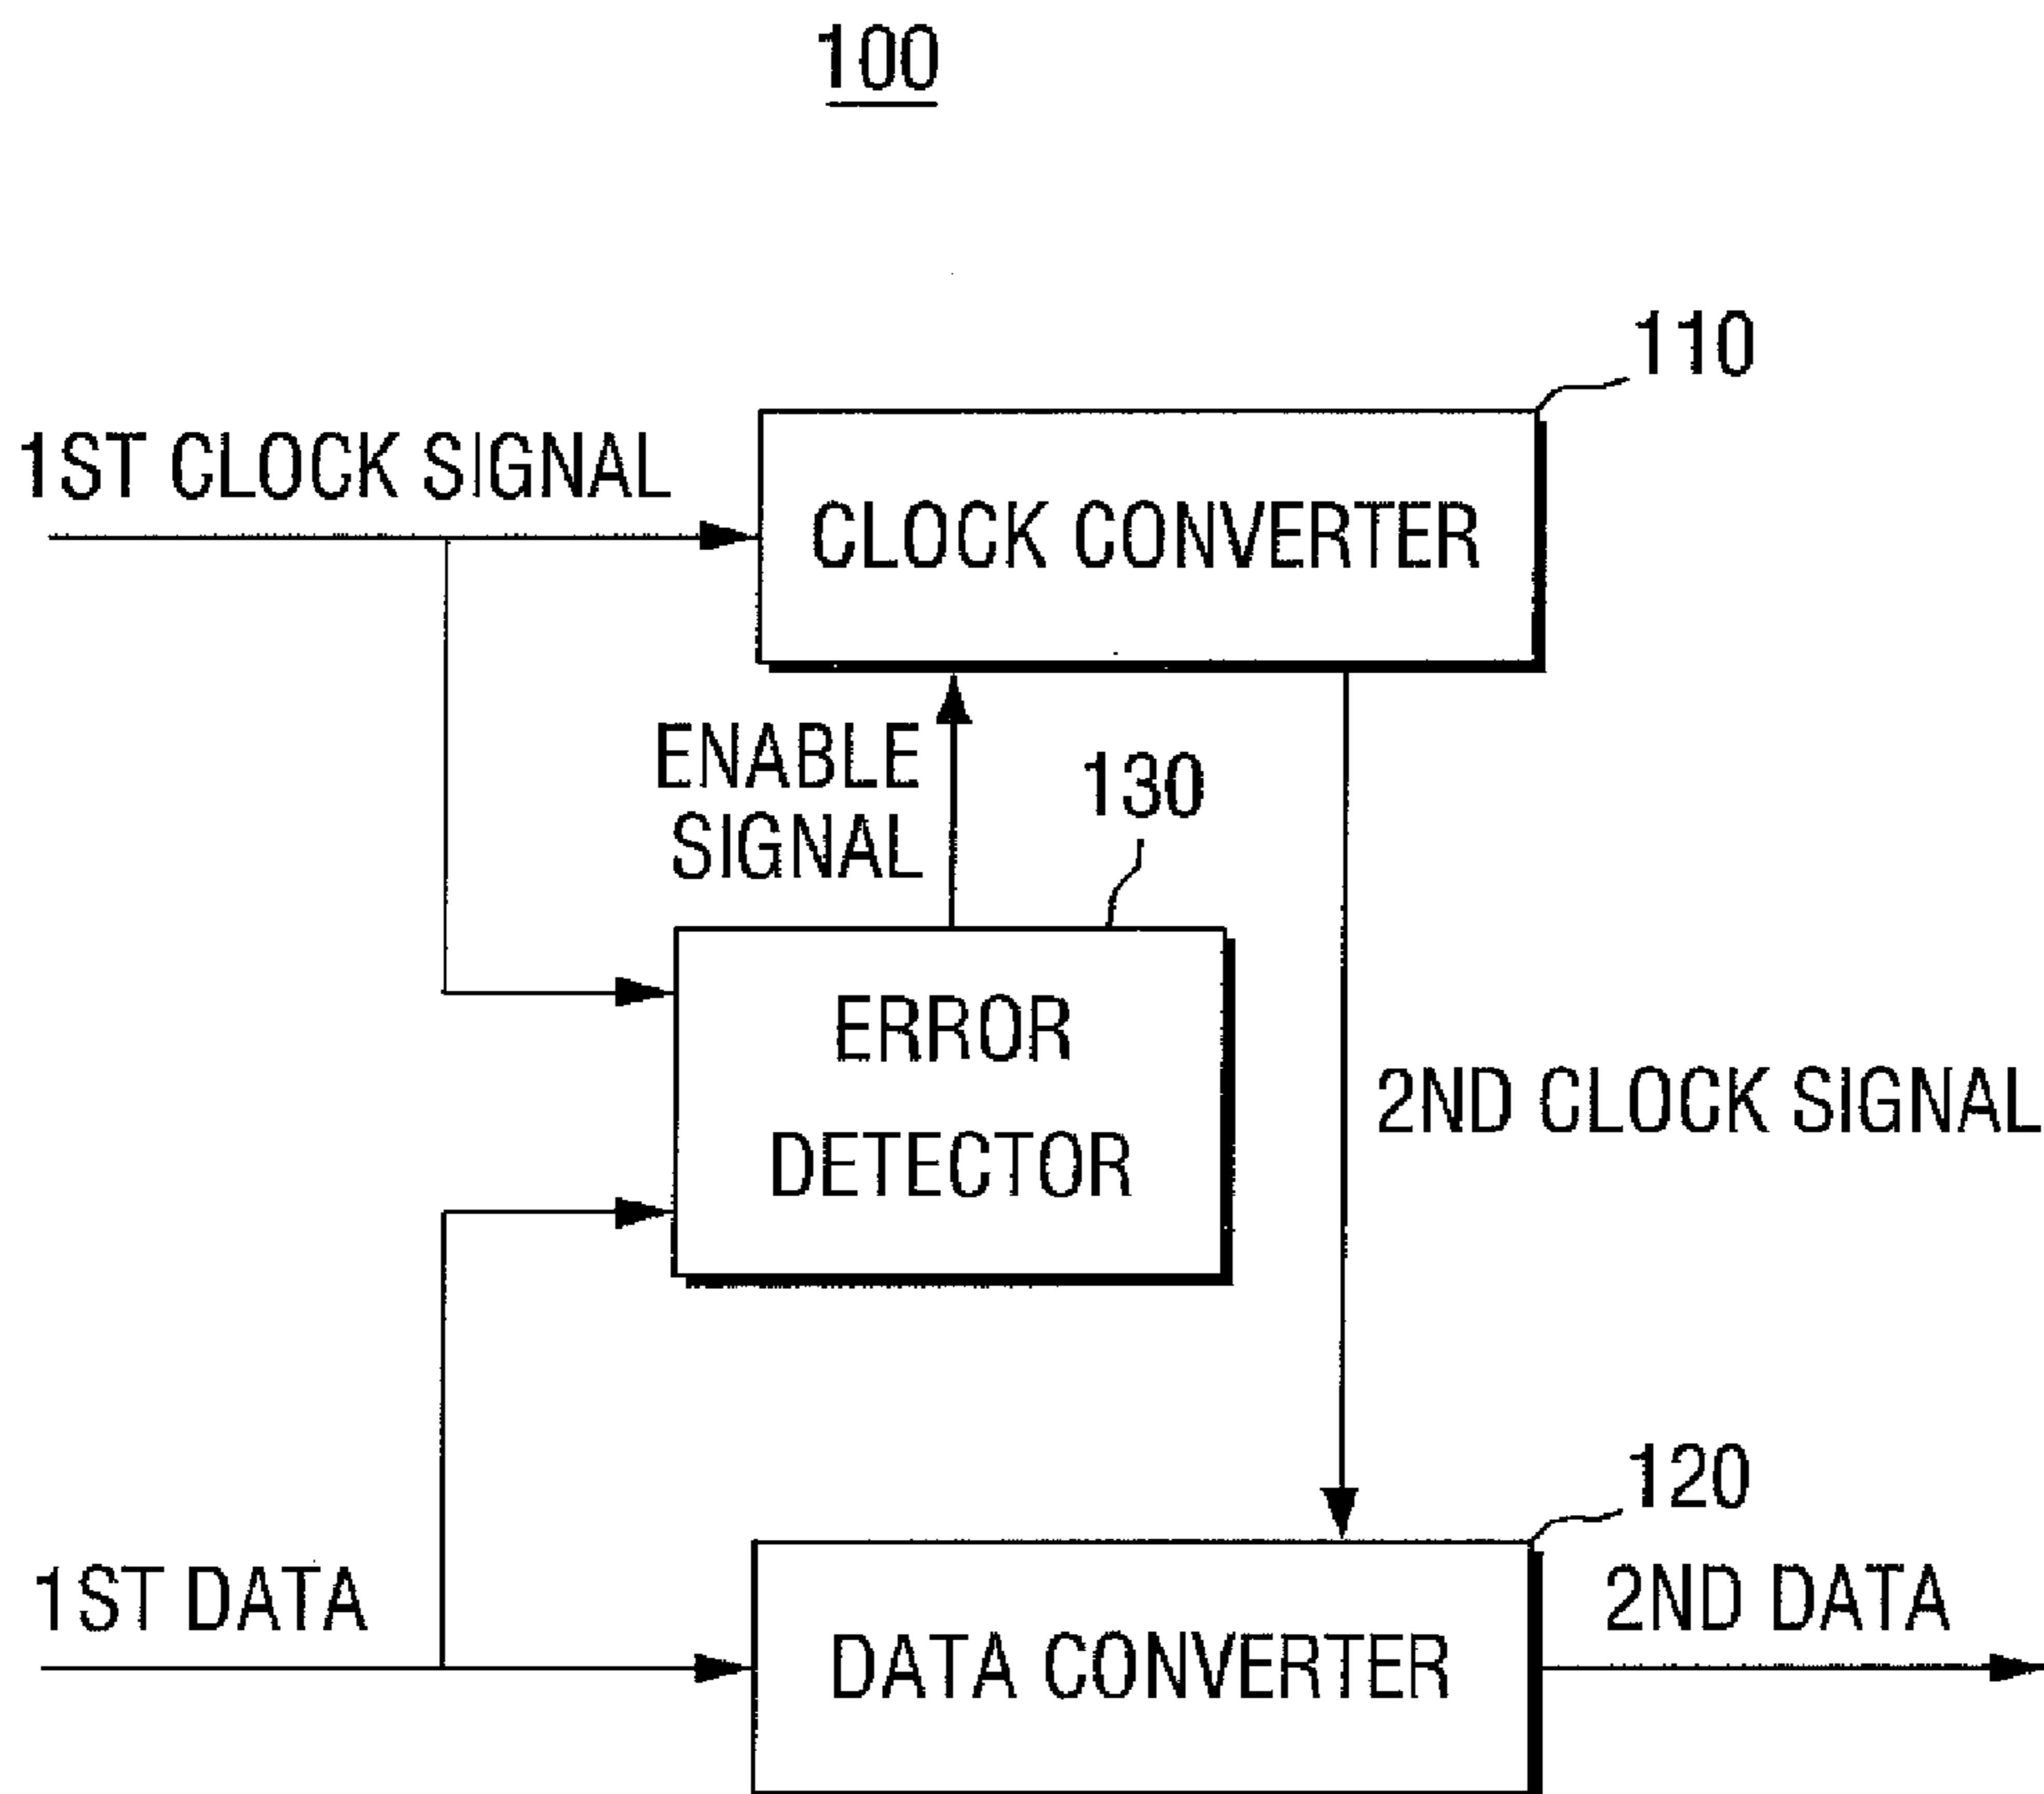 100
110
1ST CLOCK SIGNAL
CLOCK CONVERTER
ENABLE
SIGNAL
130
ERROR
DETECTOR
2ND CLOCK SIGNAL
120
1ST DATA
2ND DATA
DATA CONVERTER